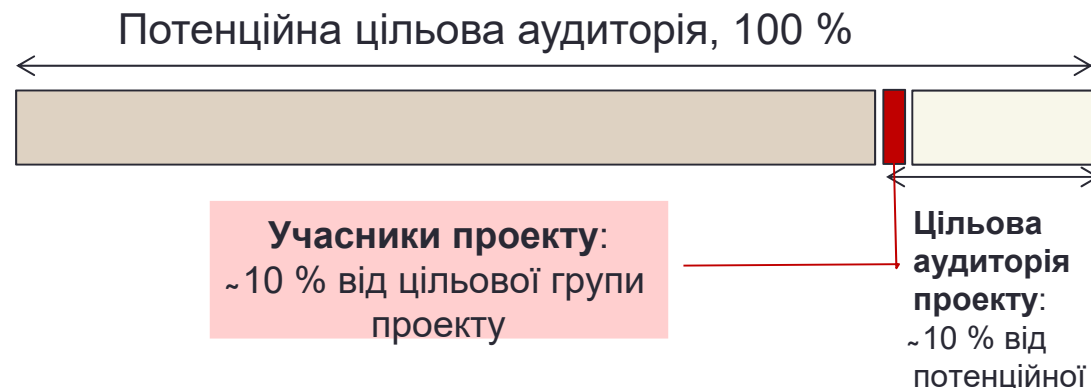 Потенційна цільова аудиторія, 100 %
Учасники проекту:
~10 % від цільової групи
проекту
Цільова
аудиторія
проекту:
~10 % від
потенційної